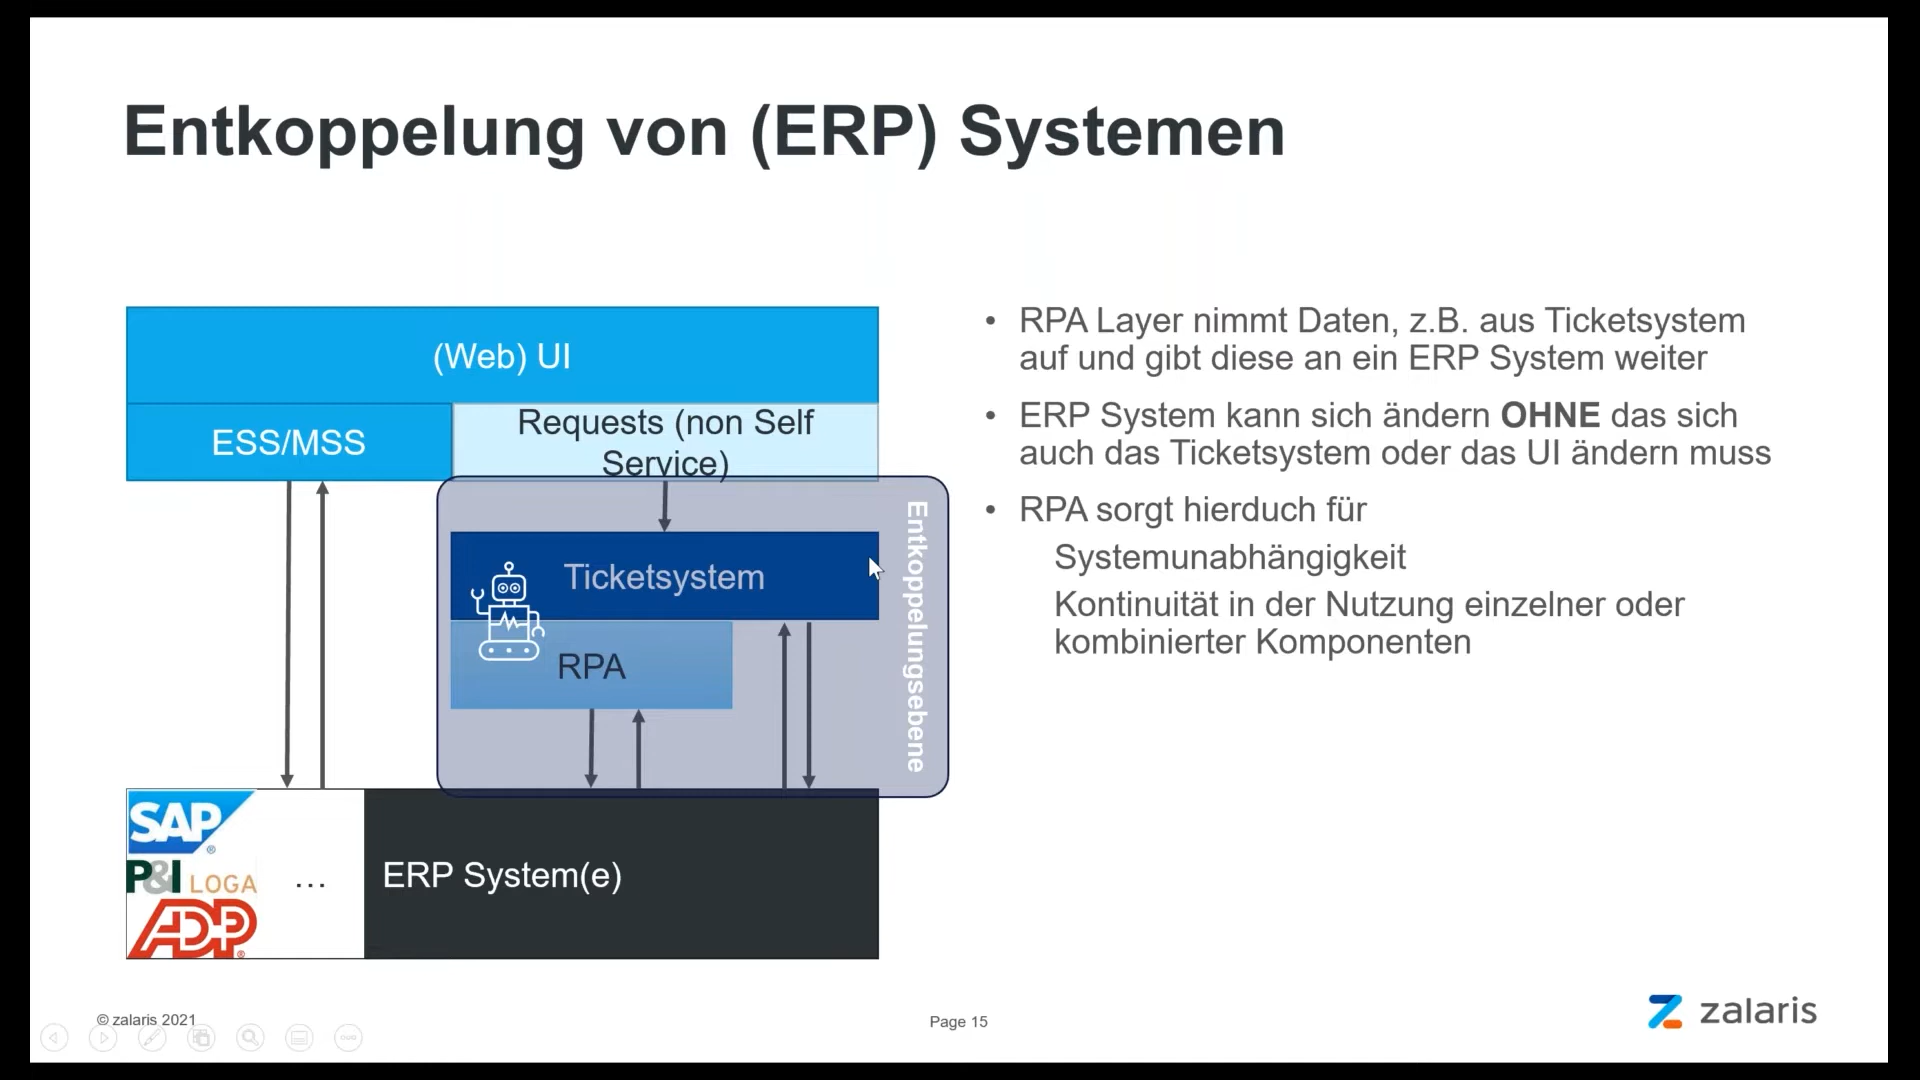 Entkoppelung von (ERP) Systemen
(Web) UI
ESS/MSS
Requests (non Self
Service)
Ticketsystem
RPA
Entkoppelungsebene
SAP
®
P&I LOGA
ADP
®
...
ERP System(e)
• RPA Layer nimmt Daten, z.B. aus Ticketsystem
auf und gibt diese an ein ERP System weiter
• ERP System kann sich ändern OHNE das sich
auch das Ticketsystem oder das UI ändern muss
• RPA sorgt hierduch für
Systemunabhängigkeit
Kontinuität in der Nutzung einzelner oder
kombinierter Komponenten
© zalaris 2021
Page 15
zalaris